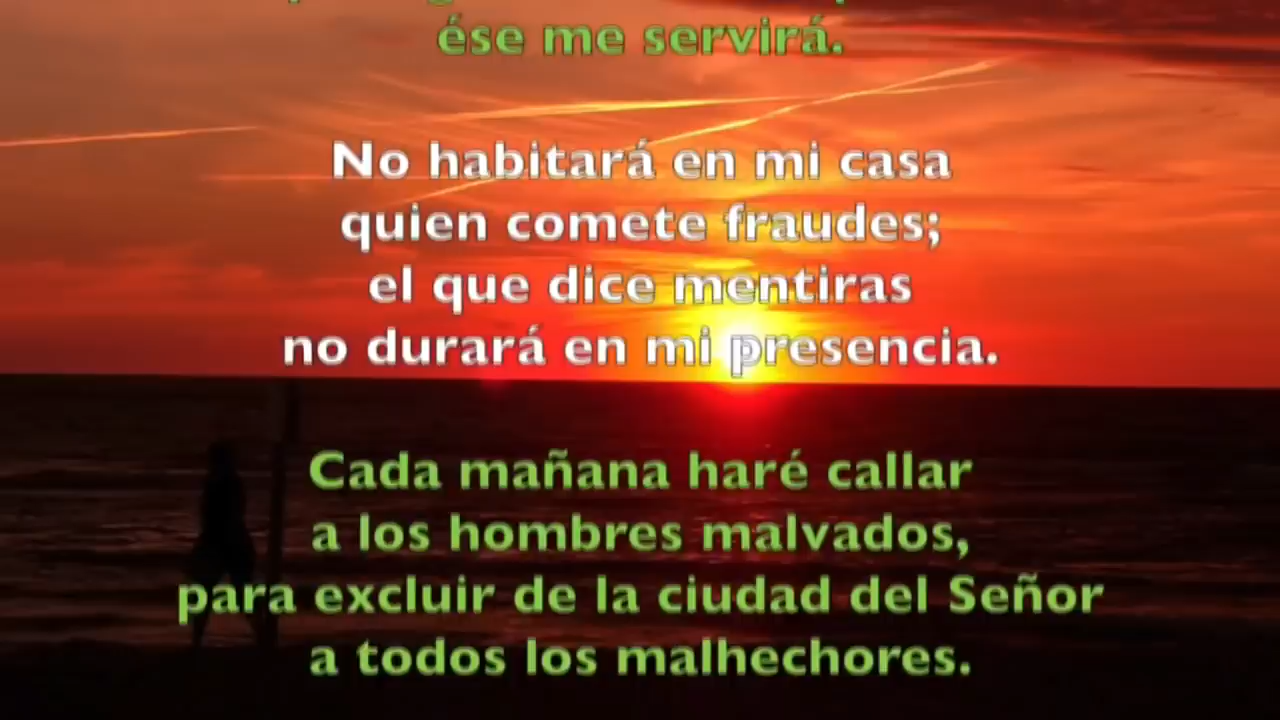 ése me servirá.
No habitará en mi casa
quien comete fraudes;
el que dice mentiras
no durará en mi presencia.
Cada mañana haré callar
a los hombres malvados,
para excluir de la ciudad del Señor
a todos los malhechores.